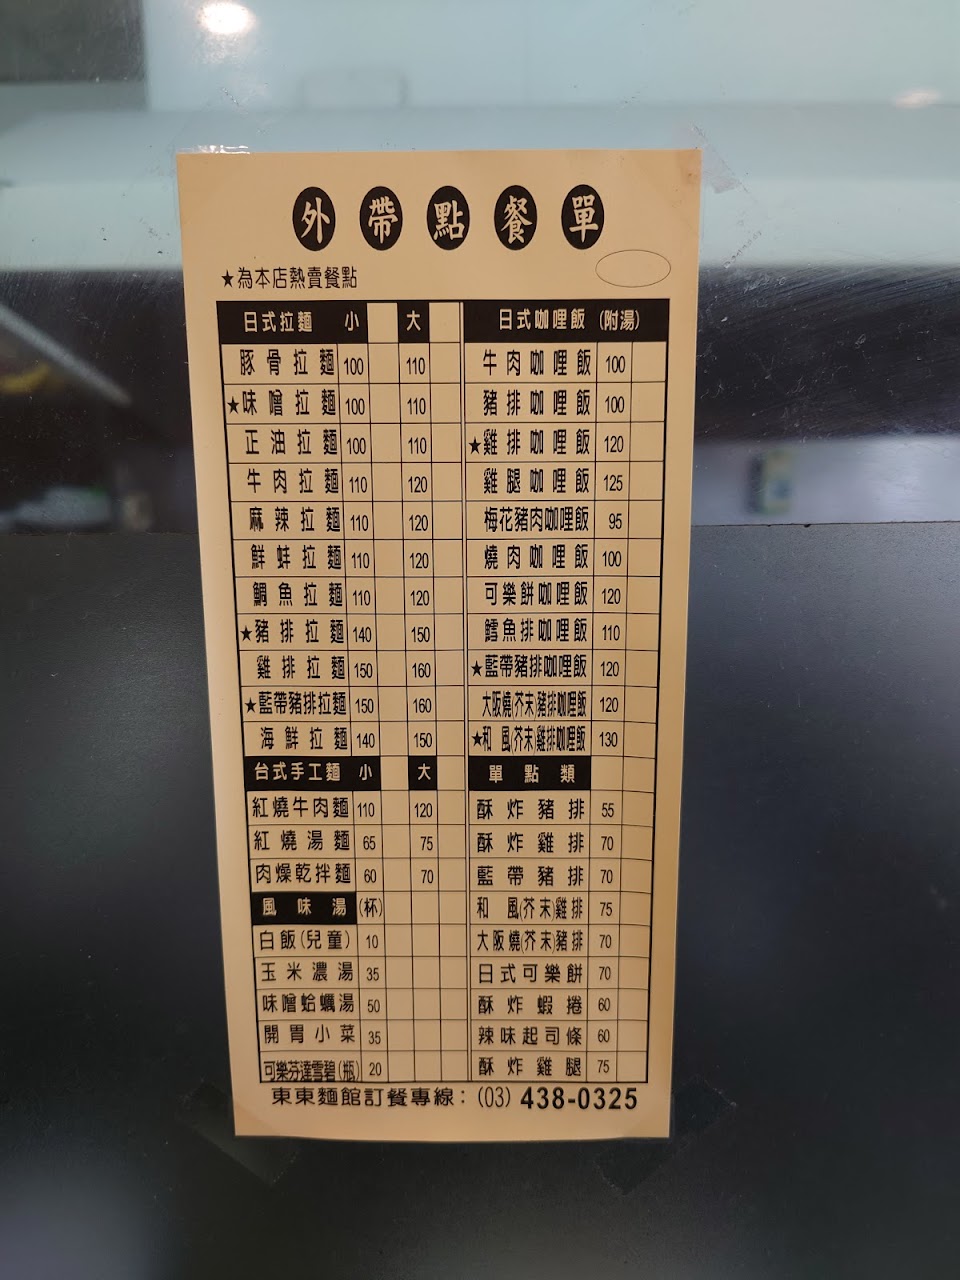 外帶點餐單
★為本店熱賣餐點
日式拉麵 小 大
豚骨拉麵 100 110
★味噌拉麵 100 110
正油拉麵 100 110
牛肉拉麵 110 120
麻辣拉麵 110 120
鮮蚌拉麵 110 120
鯛魚拉麵 110 120
★豬排拉麵 140 150
雞排拉麵 150 160
★藍帶豬排拉麵 150 160
海鮮拉麵 140 150
台式手工麵 小 大
紅燒牛肉麵 110 120
紅燒湯麵 65 75
肉燥乾拌麵 60 70
風味湯 (杯)
白飯(兒童) 10
玉米濃湯 35
味噌蛤蠣湯 50
開胃小菜 35
可樂芬達雪碧(瓶) 20
日式咖哩飯 (附湯)
牛肉咖哩飯 100
豬排咖哩飯 100
★雞排咖哩飯 120
雞腿咖哩飯 125
梅花豬肉咖哩飯 95
燒肉咖哩飯 100
可樂餅咖哩飯 120
鱈魚排咖哩飯 110
★藍帶豬排咖哩飯 120
大阪燒(芥末)豬排咖哩飯 120
★和風(芥末)雞排咖哩飯 130
單點類
酥炸豬排 55
酥炸雞排 70
藍帶豬排 70
和風(芥末)雞排 75
大阪燒(芥末)豬排 70
日式可樂餅 70
酥炸蝦捲 60
辣味起司條 60
酥炸雞腿 75
東東麵館訂餐專線：(03) 438-0325